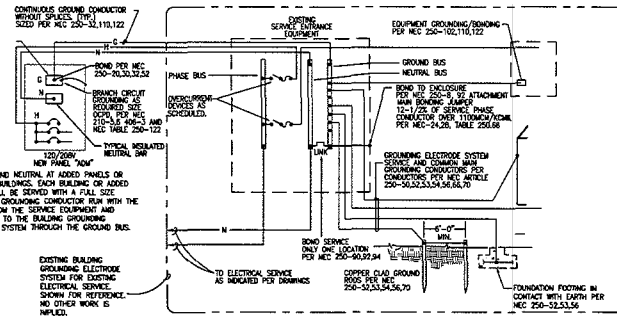 CONTINUOUS GROUND CONDUCTOR
WITHOUT SPLICES, (TYP.)
SIZED PER NEC 250-32,110,122
G
H
N
BOND PER NEC
250-20,30,32,52
G
BRANCH CIRCUIT
GROUNDING AS
REQUIRED SIZE
OCPD, PER NEC
210-5,6 406-3 AND
NEC TABLE 250-122
N
H
TYPICAL INSULATED
NEUTRAL BAR
120/208V
NEW PANEL "ADM"
ND NEUTRAL AT ADDED PANELS OR
BUILDINGS. EACH BUILDING OR ADDED
LL BE SERVED WITH A FULL SIZE
GROUNDING CONDUCTOR RUN WITH THE
OM THE SERVICE EQUIPMENT AND
TO THE BUILDING GROUNDING
SYSTEM THROUGH THE GROUND BUS.
EXISTING BUILDING
GROUNDING ELECTRODE
SYSTEM FOR EXISTING
ELECTRICAL SERVICE.
SHOWN FOR REFERENCE.
NO OTHER WORK IS
IMPLIED.
EXISTING
SERVICE ENTRANCE
EQUIPMENT
PHASE BUS
OVERCURRENT
DEVICES AS
SCHEDULED.
LINK
N
TO ELECTRICAL SERVICE
AS INDICATED PER DRAWINGS
BOND SERVICE
ONLY ONE LOCATION
PER NEC 250-90,92,94
EQUIPMENT GROUNDING/BONDING
PER NEC 250-102,110,122
GROUND BUS
NEUTRAL BUS
BOND TO ENCLOSURE
PER NEC 250-8, 92 ATTACHMENT
MAIN BONDING JUMPER
12-1/2% OF SERVICE PHASE
CONDUCTOR OVER 1100MCM/KCMIL
PER NEC-24,28, TABLE 250.66
GROUNDING ELECTRODE SYSTEM
SERVICE AND COMMON MAIN
GROUNDING CONDUCTORS PER
CONDUCTORS PER NEC ARTICLE
250-50,52,53,54,56,66,70
6'-0"
MIN.
COPPER CLAD GROUND
RODS PER NEC
250-52,53,54,56,70
FOUNDATION FOOTING IN
CONTACT WITH EARTH PER
NEC 250-52,53,56